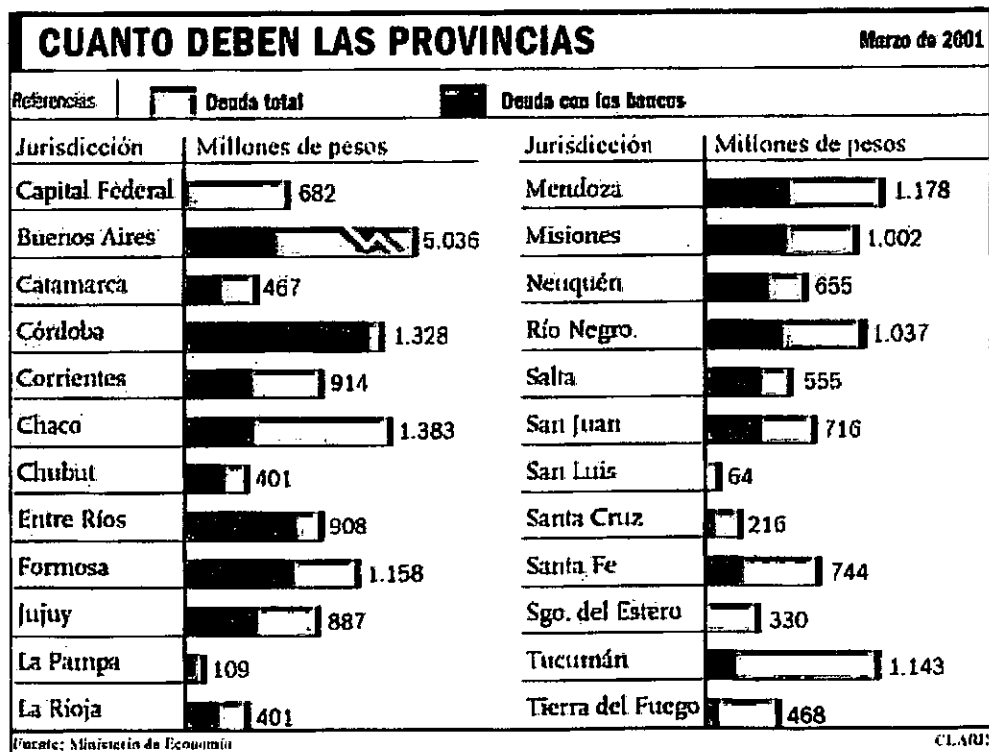 CUANTO DEBEN LAS PROVINCIAS
Marzo de 2001
Referencias
Deuda total
Deuda con los bancos
Jurisdicción Millones de pesos
Capital Federal 682
Buenos Aires 5.036
Catamarca 467
Córdoba 1.328
Corrientes 914
Chaco 1.383
Chubut 401
Entre Ríos 908
Formosa 1.158
Jujuy 887
La Pampa 109
La Rioja 401
Jurisdicción Millones de pesos
Mendoza 1.178
Misiones 1.002
Neuquén 655
Río Negro. 1.037
Salta 555
San Juan 716
San Luis 64
Santa Cruz 216
Santa Fe 744
Sgo. del Estero 330
Tucumán 1.143
Tierra del Fuego 468
Fuente: Ministerio de Economía